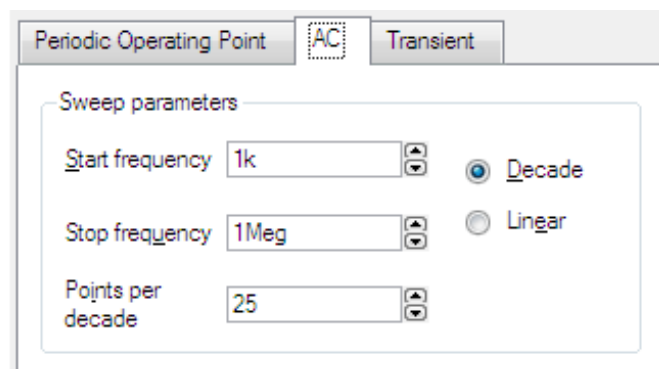 Periodic Operating Point AC Transient
Sweep parameters
Start frequency 1k
Decade
Stop frequency 1Meg
Linear
Points per
decade
25